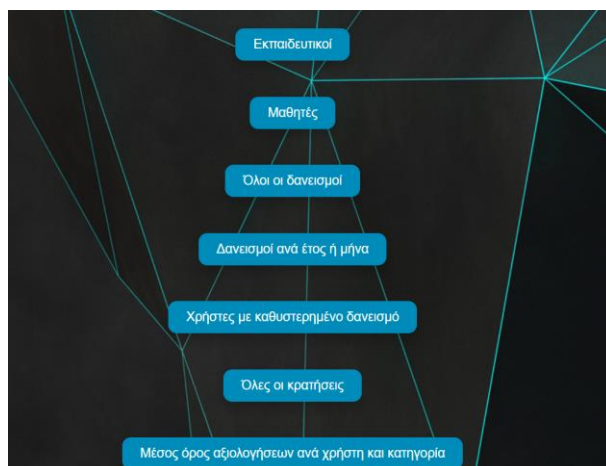 Εκπαιδευτικοί
Μαθητές
Όλοι οι δανεισμοί
Δανεισμοί ανά έτος ή μήνα
Χρήστες με καθυστερημένο δανεισμό
Όλες οι κρατήσεις
Μέσος όρος αξιολογήσεων ανά χρήστη και κατηγορία